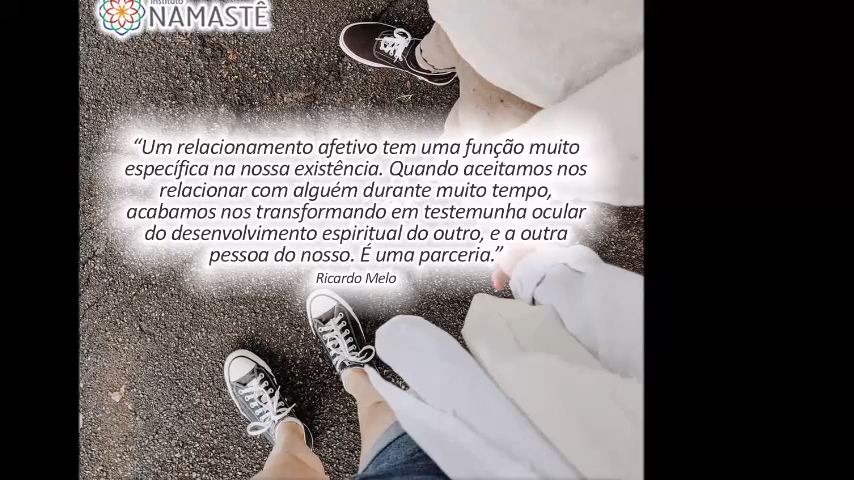 Instituto
NAMASTÊ
“Um relacionamento afetivo tem uma função muito
específica na nossa existência. Quando aceitamos nos
relacionar com alguém durante muito tempo,
acabamos nos transformando em testemunha ocular
do desenvolvimento espiritual do outro, e a outra
pessoa do nosso. É uma parceria.”
Ricardo Melo